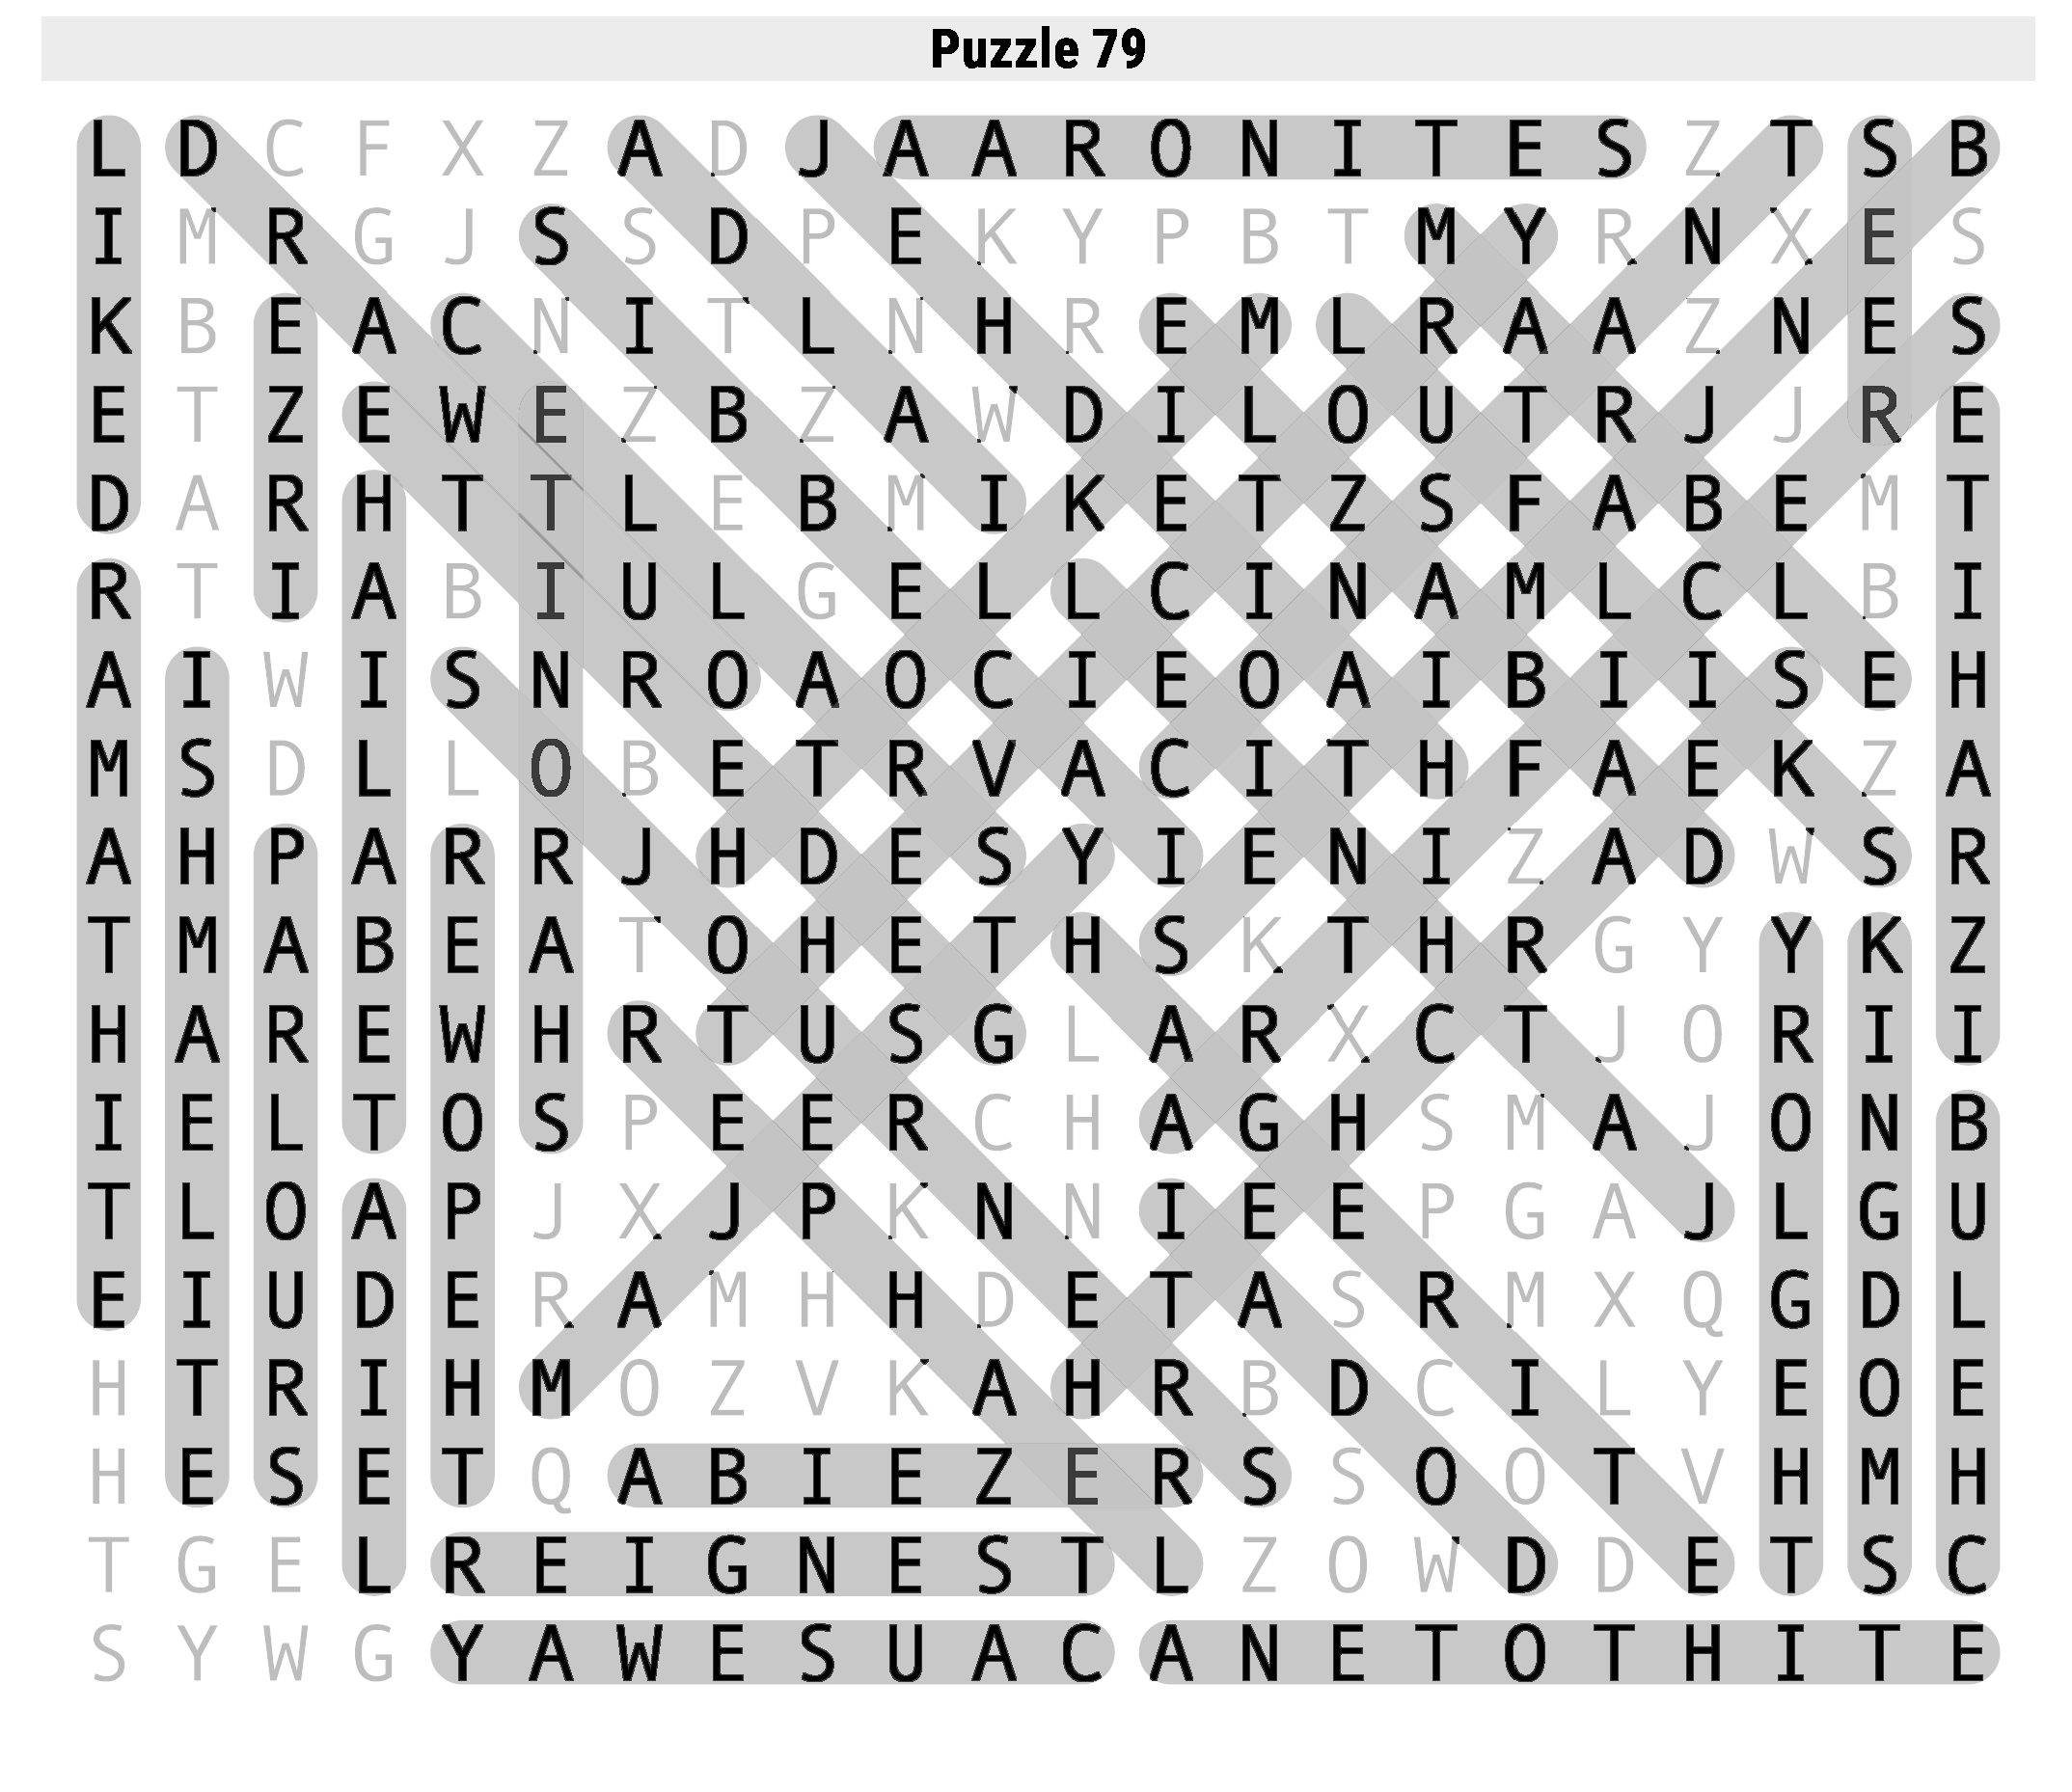 Puzzle 79
L D C F X Z A D J A A R O N I T E S Z T S B
I M R G J S S D P E K Y P B T M Y R N X E S
K B E A C N I T L N H R E M L R A A Z N E S
E T Z E W E Z B Z A W D I L O U T R J J R E
D A R H T T L E B M I K E T Z S F A B E M T
R T I A B I U L G E L L C I N A M L C L B I
A I W I S N R O A O C I E O A I B I I S E H
M S D L L O B E T R V A C I T H F A E K Z A
A H P A R R J H D E S Y I E N I Z A D W S R
T M A B E A T O H E T H S K T H R G Y Y K Z
H A R E W H R T U S G L A R X C T J O R I I
I E L T O S P E E R C H A G H S M A J O N B
T L O A P J X J P K N N I E E P G A J L G U
E I U D E R A M H H D E T A S R M X Q G D L
H T R I H M O Z V K A H R B D C I L Y E O E
H E S E T Q A B I E Z E R S S O O T V H M H
T G E L R E I G N E S T L Z O W D D E T S C
S Y W G Y A W E S U A C A N E T O T H I T E